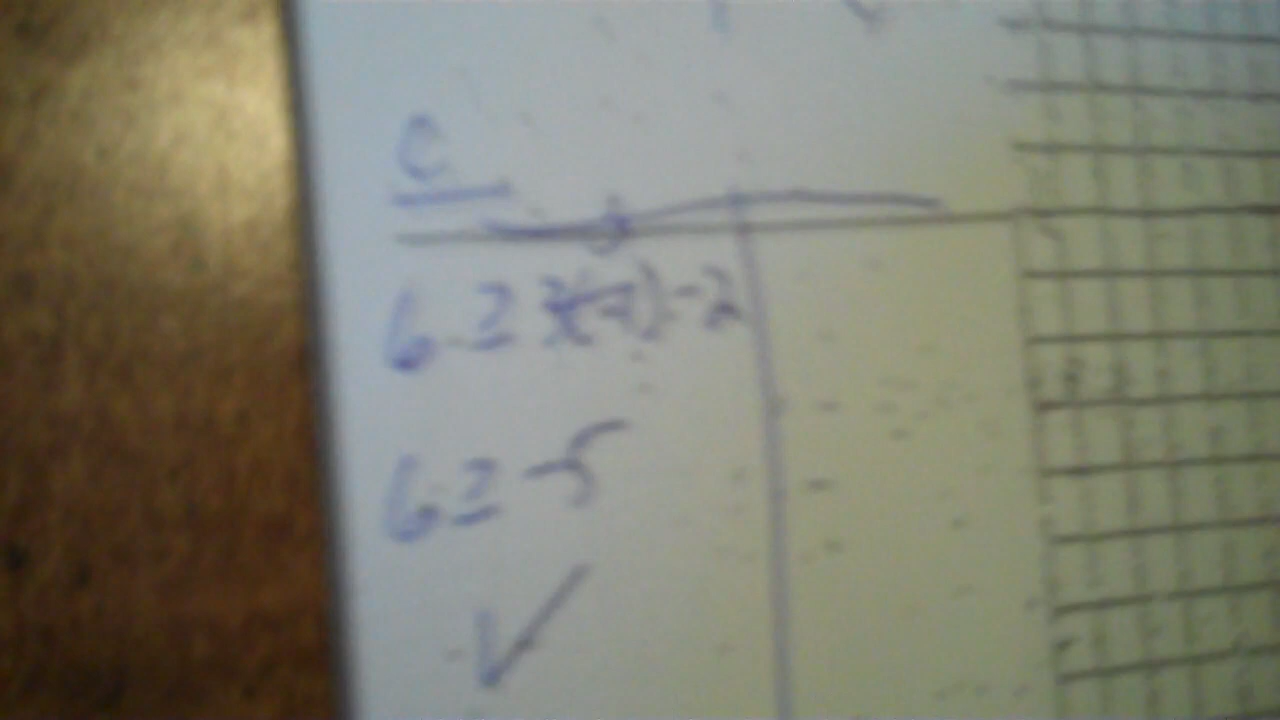 C
6 ≥ 3(-1) - 2
6 ≥ -5
✓